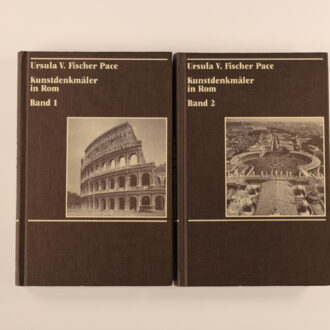 Ursula V. Fischer Pace
Kunstdenkmäler
in Rom
Band 1
Ursula V. Fischer Pace
Kunstdenkmäler
in Rom
Band 2